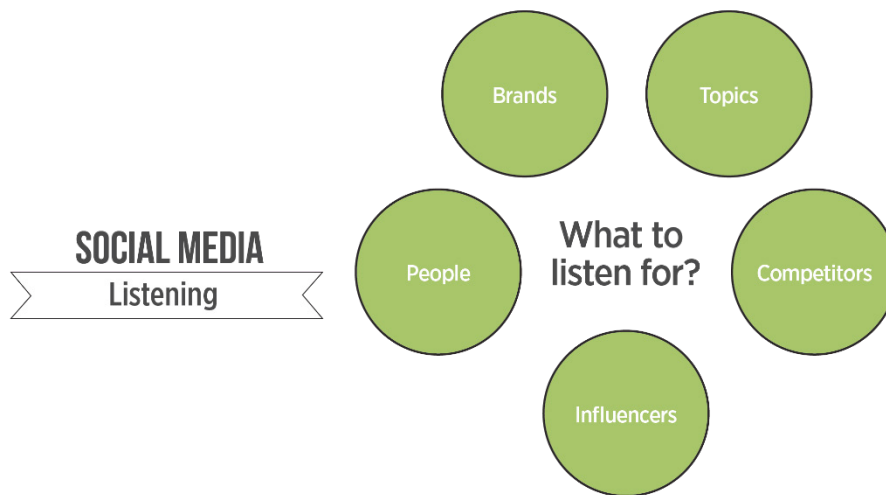 SOCIAL MEDIA
Listening
Brands
Topics
People
What to
listen for?
Competitors
Influencers